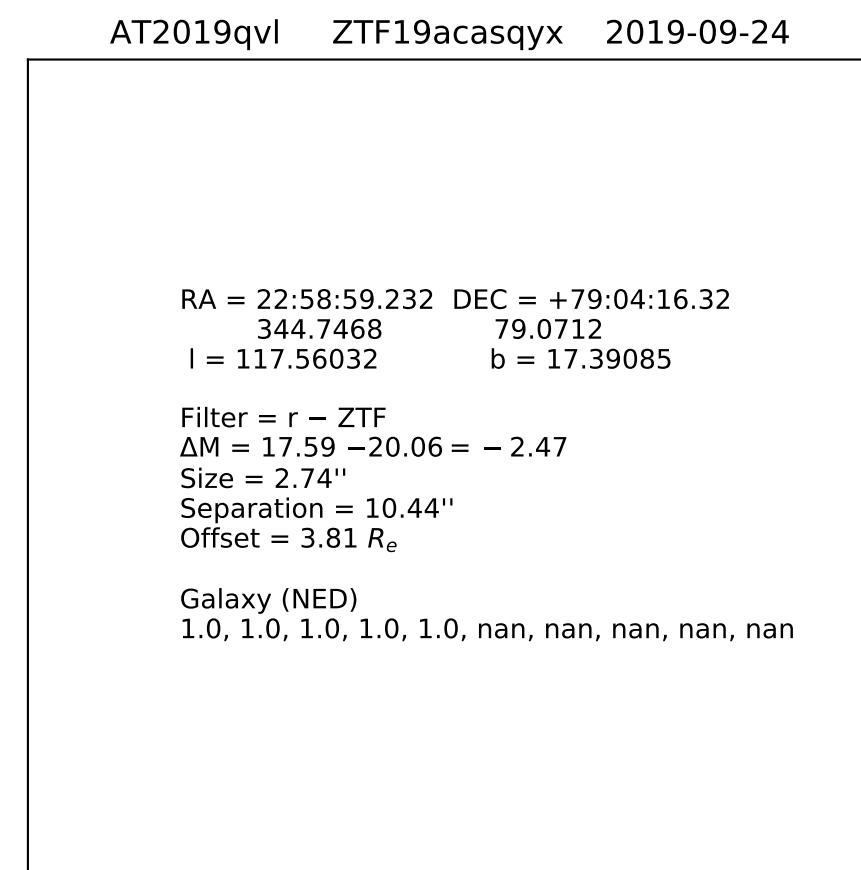 AT2019qvl ZTF19acasqyx 2019-09-24
RA = 22:58:59.232 DEC = +79:04:16.32
344.7468 79.0712
l = 117.56032 b = 17.39085
Filter = r − ZTF
ΔM = 17.59 −20.06 = − 2.47
Size = 2.74''
Separation = 10.44''
Offset = 3.81 Rₑ
Galaxy (NED)
1.0, 1.0, 1.0, 1.0, 1.0, nan, nan, nan, nan, nan